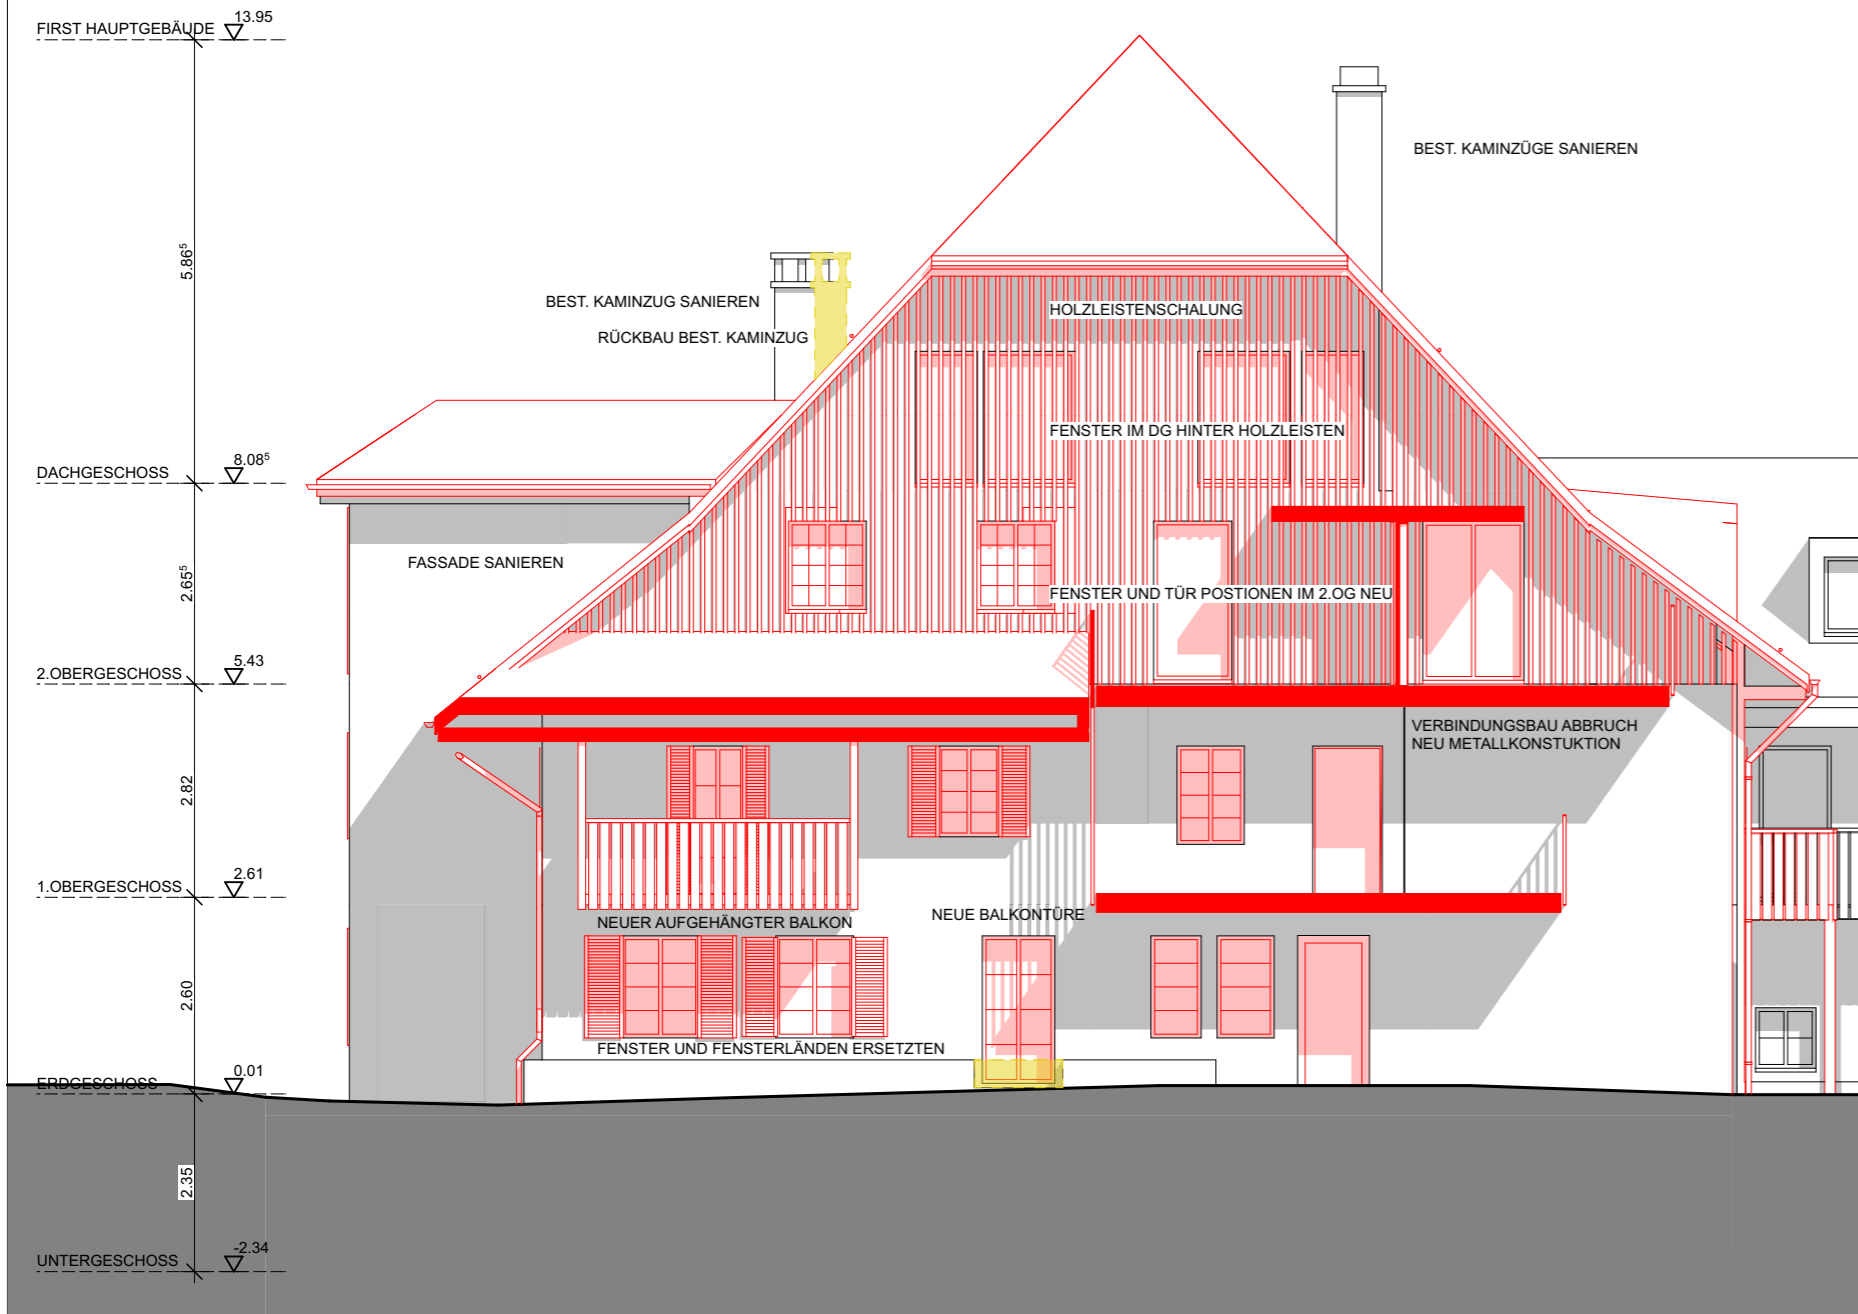 FIRST HAUPTGEBÄUDE 13.95
BEST. KAMINZÜGE SANIEREN
5.86⁵
BEST. KAMINZUG SANIEREN
HOLZLEISTENSCHALUNG
RÜCKBAU BEST. KAMINZUG
FENSTER IM DG HINTER HOLZLEISTEN
DACHGESCHOSS 8.08⁵
FASSADE SANIEREN
2.65⁵
FENSTER UND TÜR POSTIONEN IM 2.OG NEU
2.OBERGESCHOSS 5.43
VERBINDUNGSBAU ABBRUCH
NEU METALLKONSTUKTION
2.82
1.OBERGESCHOSS 2.61
NEUER AUFGEHÄNGTER BALKON
NEUE BALKONTÜRE
2.60
FENSTER UND FENSTERLÄNDEN ERSETZTEN
ERDGESCHOSS 0.01
2.35
UNTERGESCHOSS -2.34